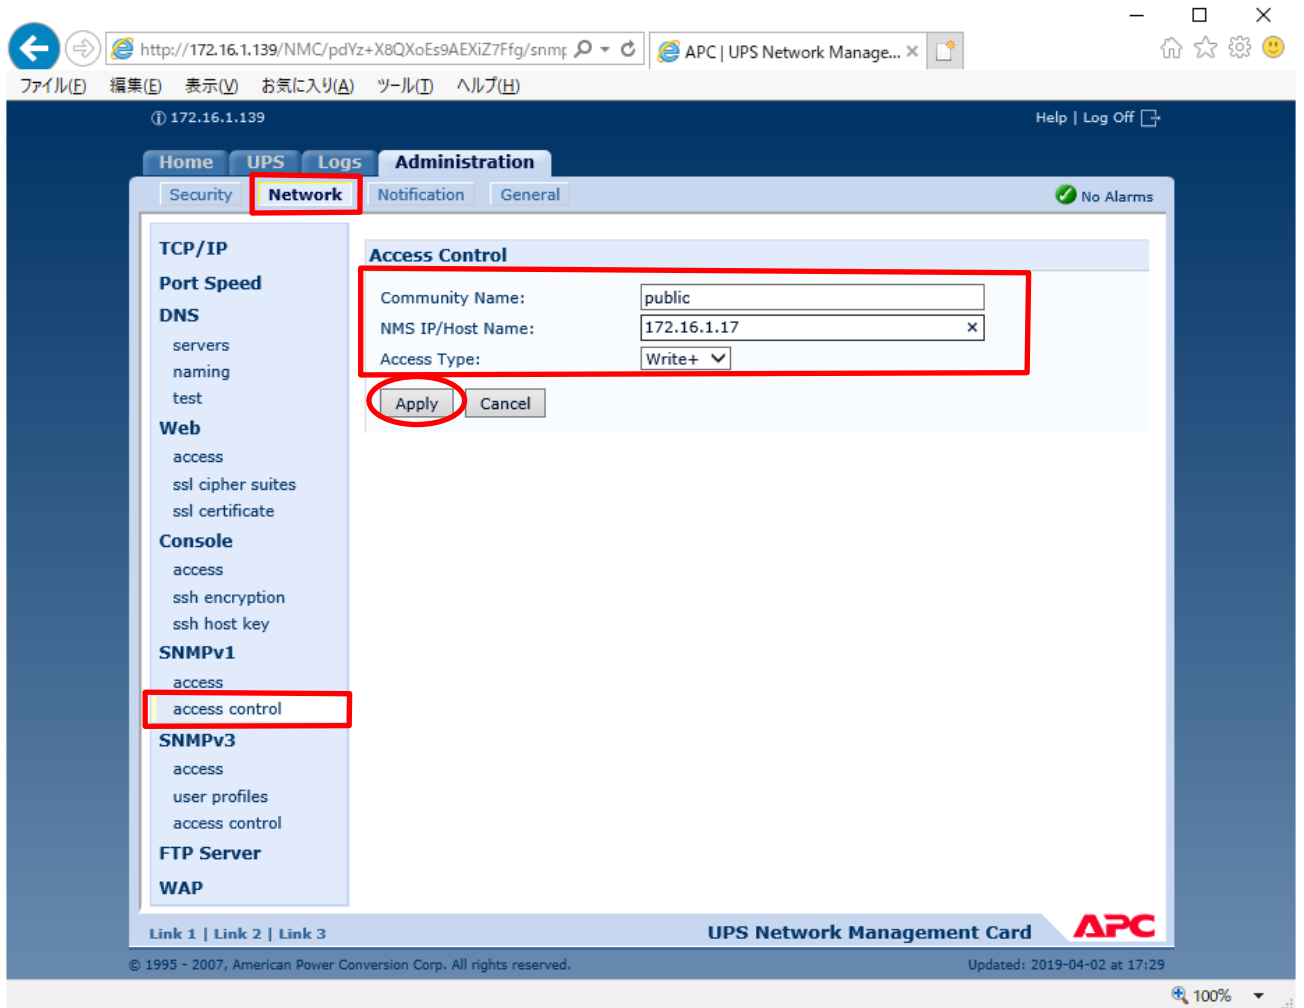 http://172.16.1.139/NMC/pdYz+X8QXoEs9AEXiZ7Ffg/snmp
APC | UPS Network Manage...
ファイル(F) 編集(E) 表示(V) お気に入り(A) ツール(T) ヘルプ(H)
172.16.1.139
Help | Log Off
Home UPS Logs Administration
Security Network Notification General
No Alarms
TCP/IP
Port Speed
DNS
servers
naming
test
Web
access
ssl cipher suites
ssl certificate
Console
access
ssh encryption
ssh host key
SNMPv1
access
access control
SNMPv3
access
user profiles
access control
FTP Server
WAP
Access Control
Community Name: public
NMS IP/Host Name: 172.16.1.17
Access Type: Write+
Apply Cancel
Link 1 | Link 2 | Link 3
UPS Network Management Card
APC
© 1995 - 2007, American Power Conversion Corp. All rights reserved.
Updated: 2019-04-02 at 17:29
100%